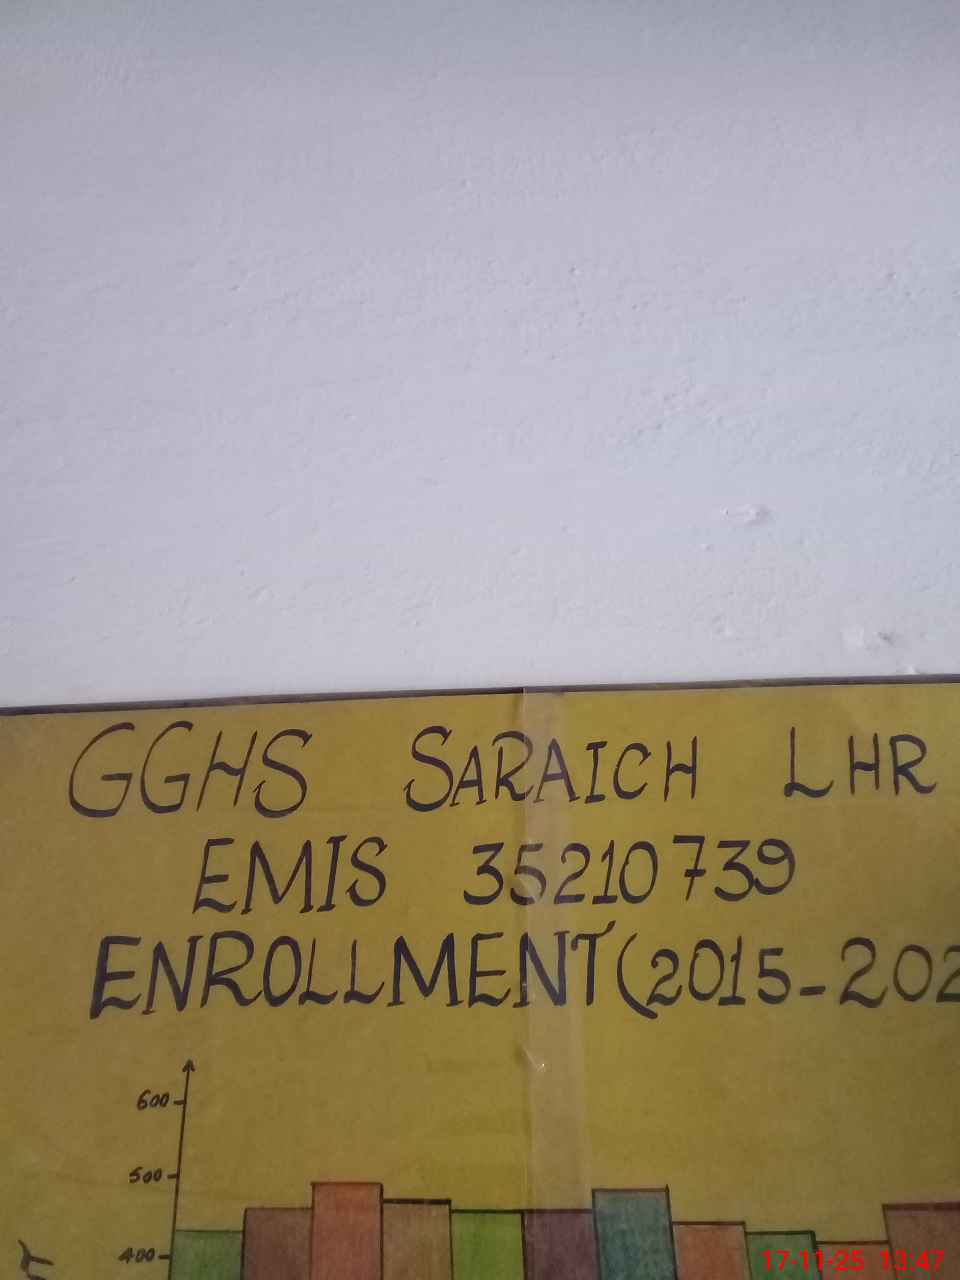 GGHS SARAICH LHR
EMIS 35210739
ENROLLMENT (2015-202
600
500
400
17-11-25 13:47